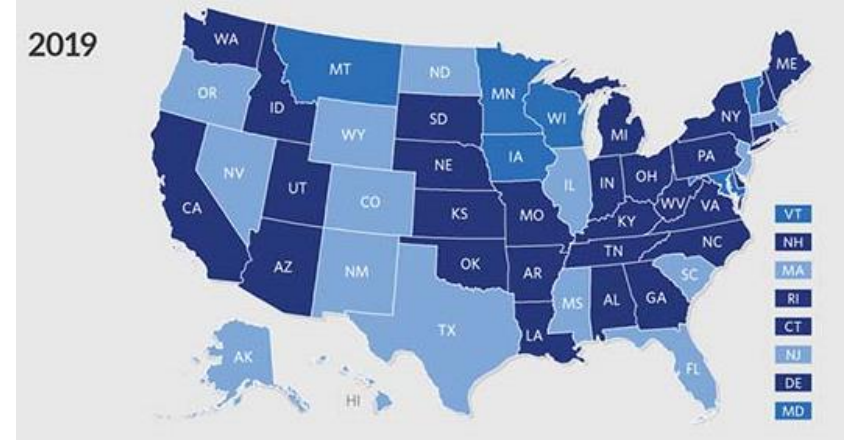 2019
WA
MT
ND
MN
ME
OR
ID
SD
WI
NY
MI
WY
NE
IA
PA
NV
UT
CO
IL
IN
OH
CA
KS
MO
WV
VA
KY
AZ
NM
OK
AR
TN
NC
SC
TX
LA
MS
AL
GA
FL
AK
HI
VT
NH
MA
RI
CT
NJ
DE
MD